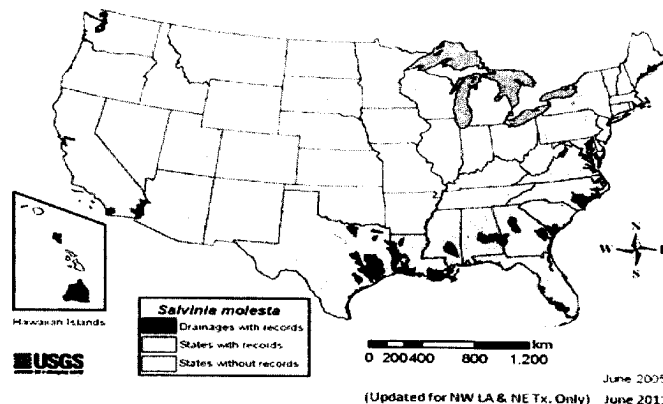 W N E S
Salvinia molesta
Drainages with records
States with records
States without records
Hawaiian Islands
USGS
0 200400 800 1.200 km
June 2005
(Updated for NW LA & NE Tx. Only) June 2011